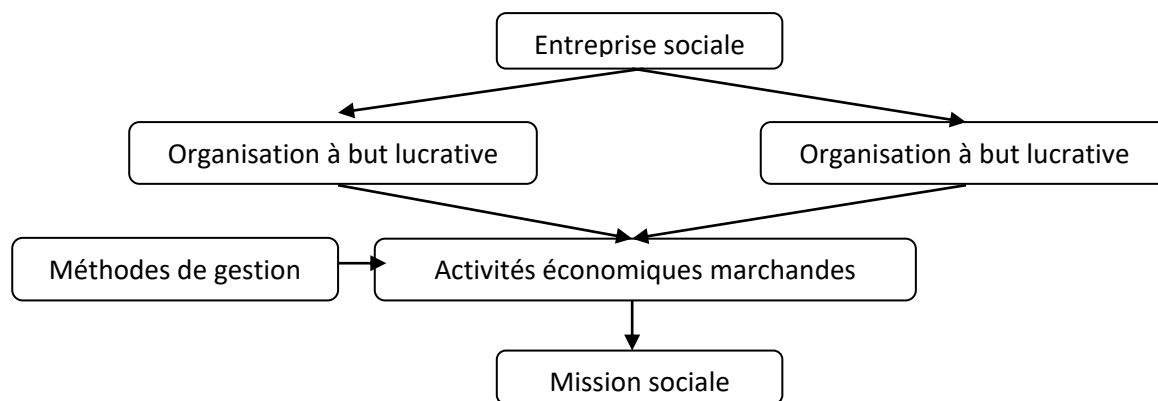 Entreprise sociale
Organisation à but lucrative
Organisation à but lucrative
Méthodes de gestion
Activités économiques marchandes
Mission sociale